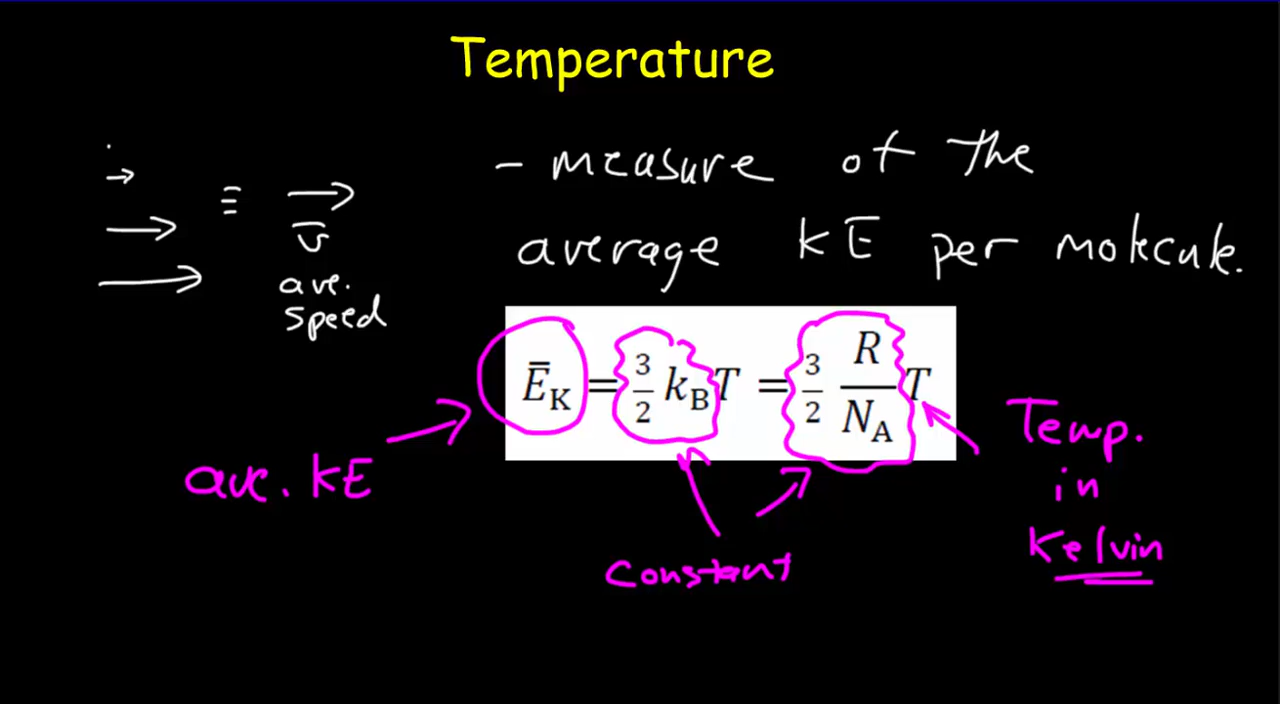 Temperature
- measure of the
average KE per molecule.
≡ v̄
ave.
speed
Ē_K = 3/2 k_B T = 3/2 R/N_A T
ave. KE
constant
Temp.
in
Kelvin